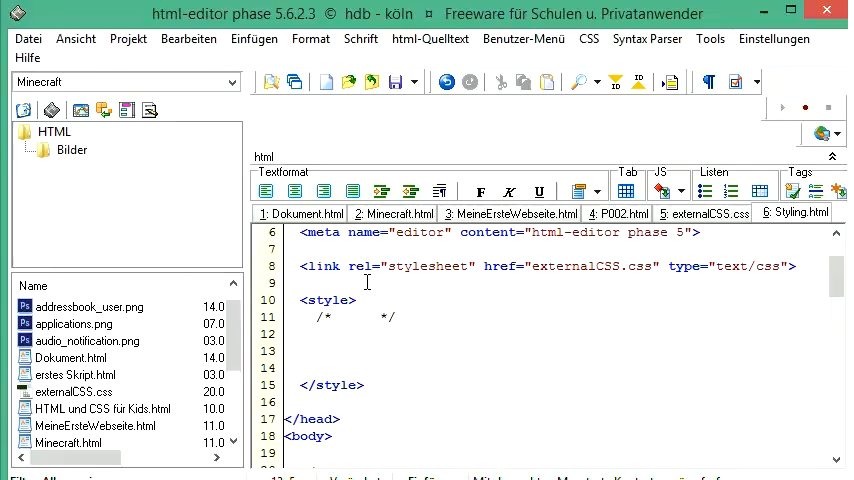 html-editor phase 5.6.2.3 © hdb - köln ¤ Freeware für Schulen u. Privatanwender
Datei Ansicht Projekt Bearbeiten Einfügen Format Schrift html-Quelltext Benutzer-Menü CSS Syntax Parser Tools Einstellungen
Hilfe
Minecraft
HTML
Bilder
html
Textformat Tab JS Listen Tags
F K U
1: Dokument.html 2: Minecraft.html 3: MeineErsteWebseite.html 4: P002.html 5: externalCSS.css 6: Styling.html
6 <meta name="editor" content="html-editor phase 5">
7
8 <link rel="stylesheet" href="externalCSS.css" type="text/css">
9
10 <style>
11 /* */
12
13
14
15 </style>
16
17 </head>
18 <body>
Name
addressbook_user.png 14.0
applications.png 07.0
audio_notification.png 03.0
Dokument.html 14.0
erstes Skript.html 03.0
externalCSS.css 20.0
HTML und CSS für Kids.html 10.0
MeineErsteWebseite.html 11.0
Minecraft.html 11.0